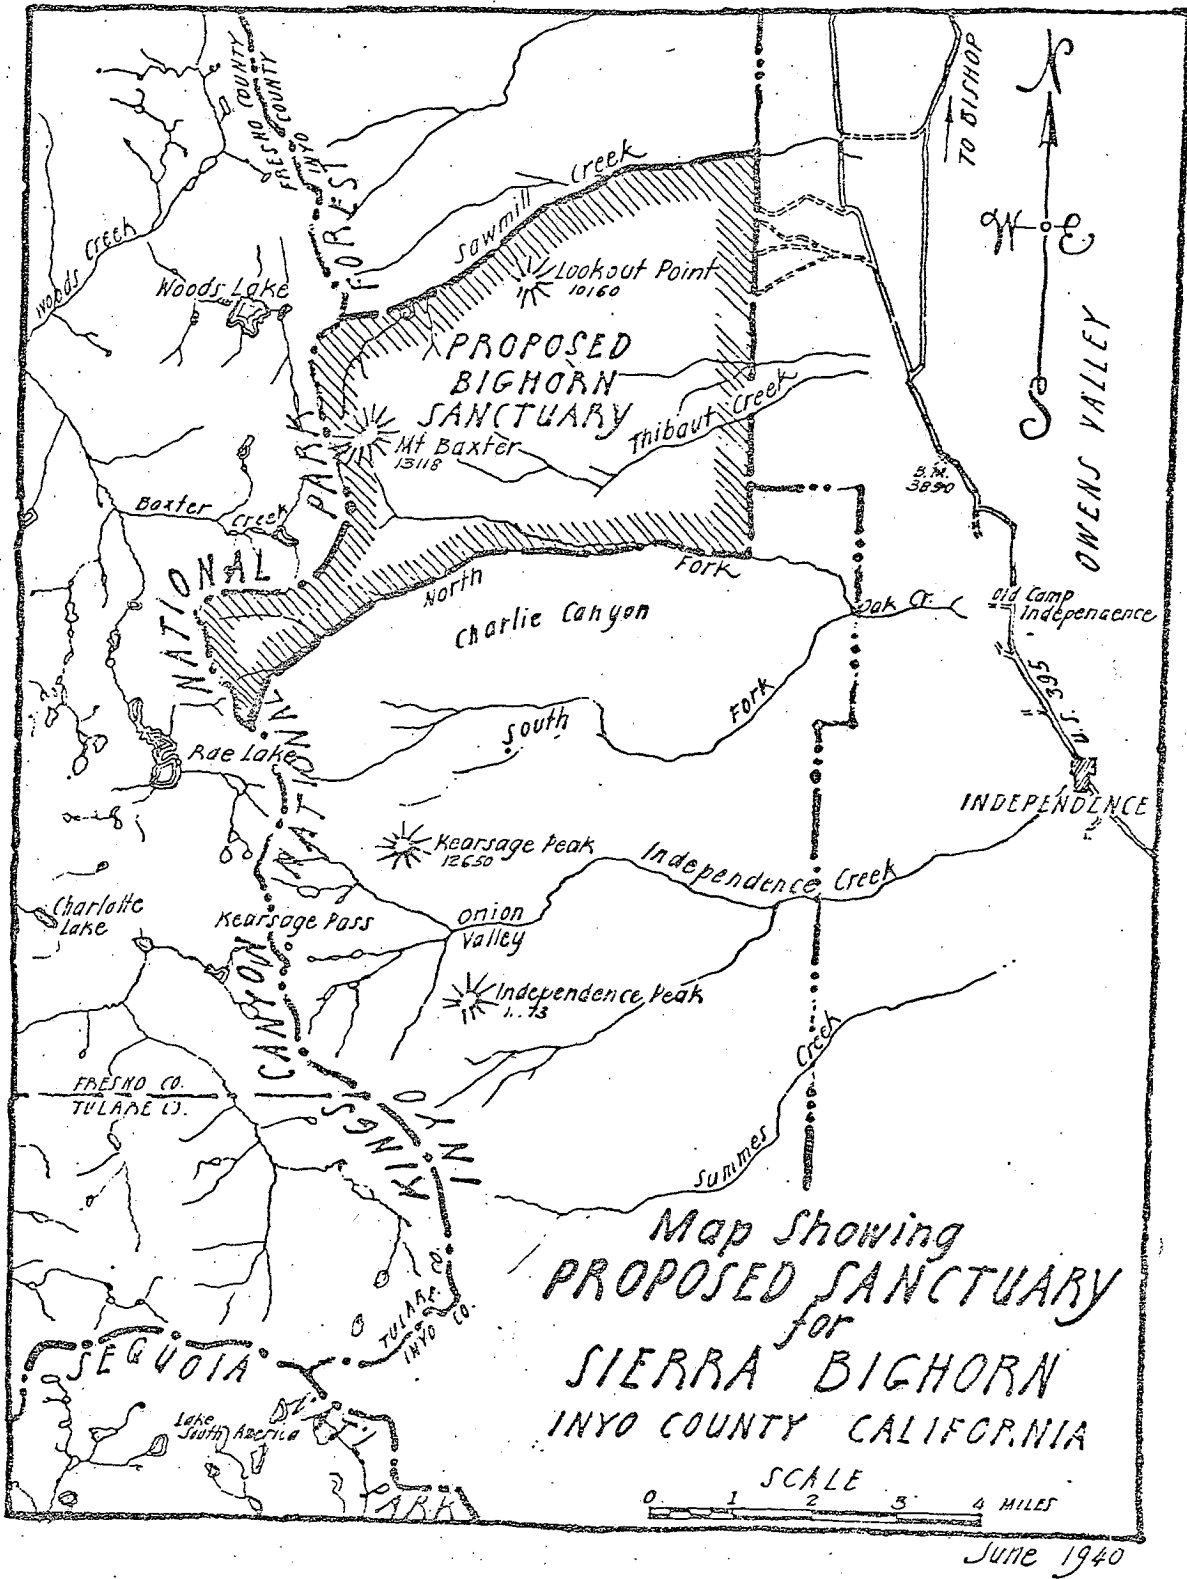 FRESNO COUNTY
INYO COUNTY
TO BISHOP
N
W E
S
OWENS VALLEY
Woods Creek
Woods Lake
Sawmill Creek
Lookout Point
10160
PROPOSED
BIGHORN
SANCTUARY
Mt Baxter
13118
Thibaut Creek
B.M.
3890
Baxter Creek
North Fork
Charlie Canyon
Oak Cr.
Old Camp
Independence
U.S. 395
South Fork
Rae Lake
INDEPENDENCE
Kearsage Peak
12650
Independence Creek
Charlotte
Lake
Kearsage Pass
Onion
Valley
Independence Peak
1..73
FRESNO CO.
TULARE CO.
Summes Creek
KINGS CANYON NATIONAL PARK
INYO NATIONAL FOREST
TULARE CO.
INYO CO.
SEQUOIA
Lake
South America
ARK
Map Showing
PROPOSED SANCTUARY
for
SIERRA BIGHORN
INYO COUNTY CALIFORNIA
SCALE
0 1 2 3 4 MILES
June 1940